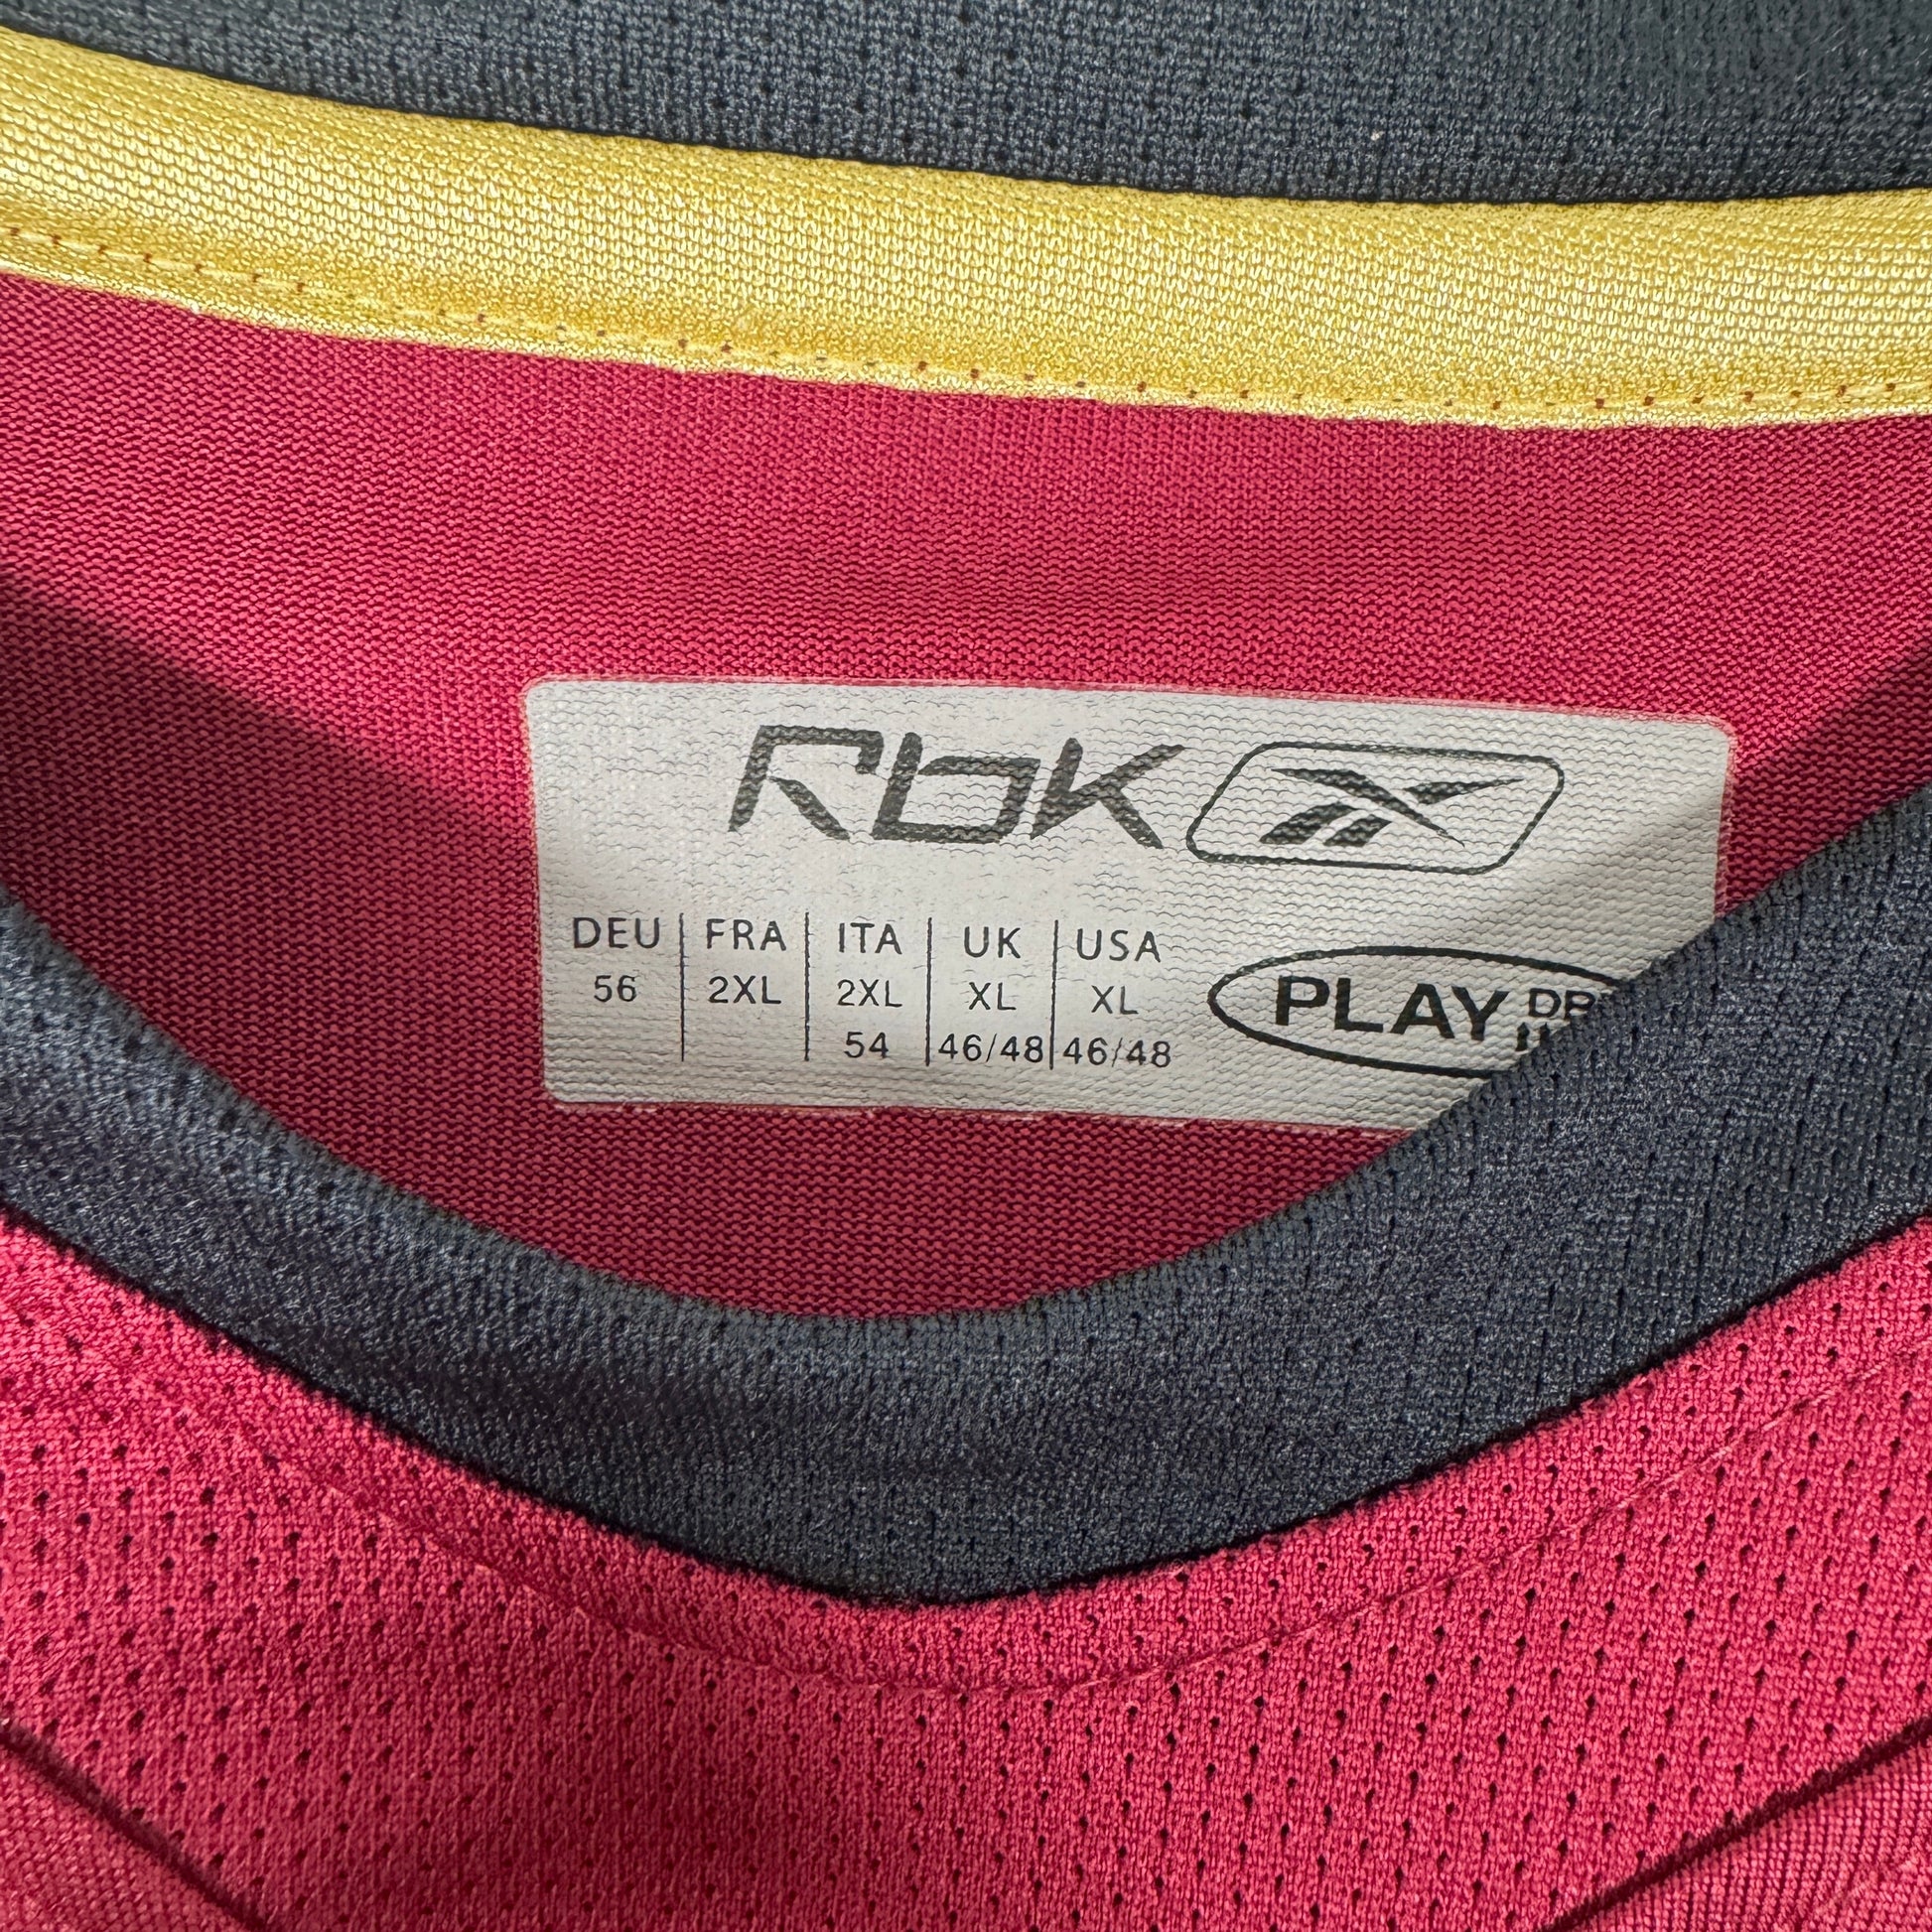 Rbk
DEU FRA ITA UK USA
56 2XL 2XL XL XL
54 46/48 46/48
PLAY